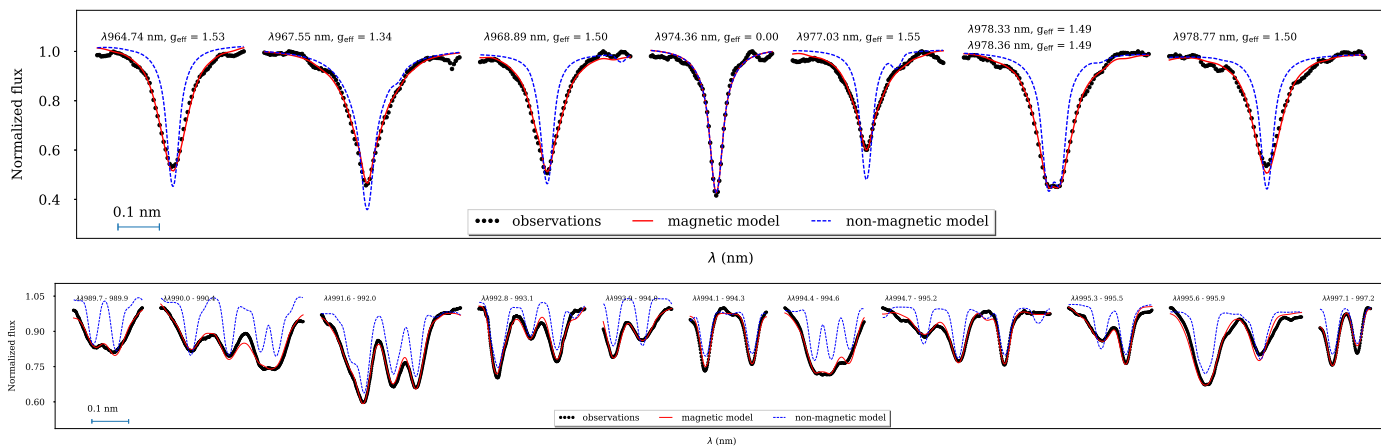 λ964.74 nm, g_eff = 1.53
λ967.55 nm, g_eff = 1.34
λ968.89 nm, g_eff = 1.50
λ974.36 nm, g_eff = 0.00
λ977.03 nm, g_eff = 1.55
λ978.33 nm, g_eff = 1.49
λ978.36 nm, g_eff = 1.49
λ978.77 nm, g_eff = 1.50
Normalized flux
1.0
0.8
0.6
0.4
0.1 nm
observations
magnetic model
non-magnetic model
λ (nm)
λλ989.7 - 989.9
λλ991.6 - 992.0
λλ992.8 - 993.1
λλ994.1 - 994.3
λλ994.4 - 994.6
λλ994.7 - 995.2
λλ995.3 - 995.5
λλ995.6 - 995.9
λλ997.1 - 997.2
Normalized flux
1.05
0.90
0.75
0.60
0.1 nm
observations
magnetic model
non-magnetic model
λ (nm)